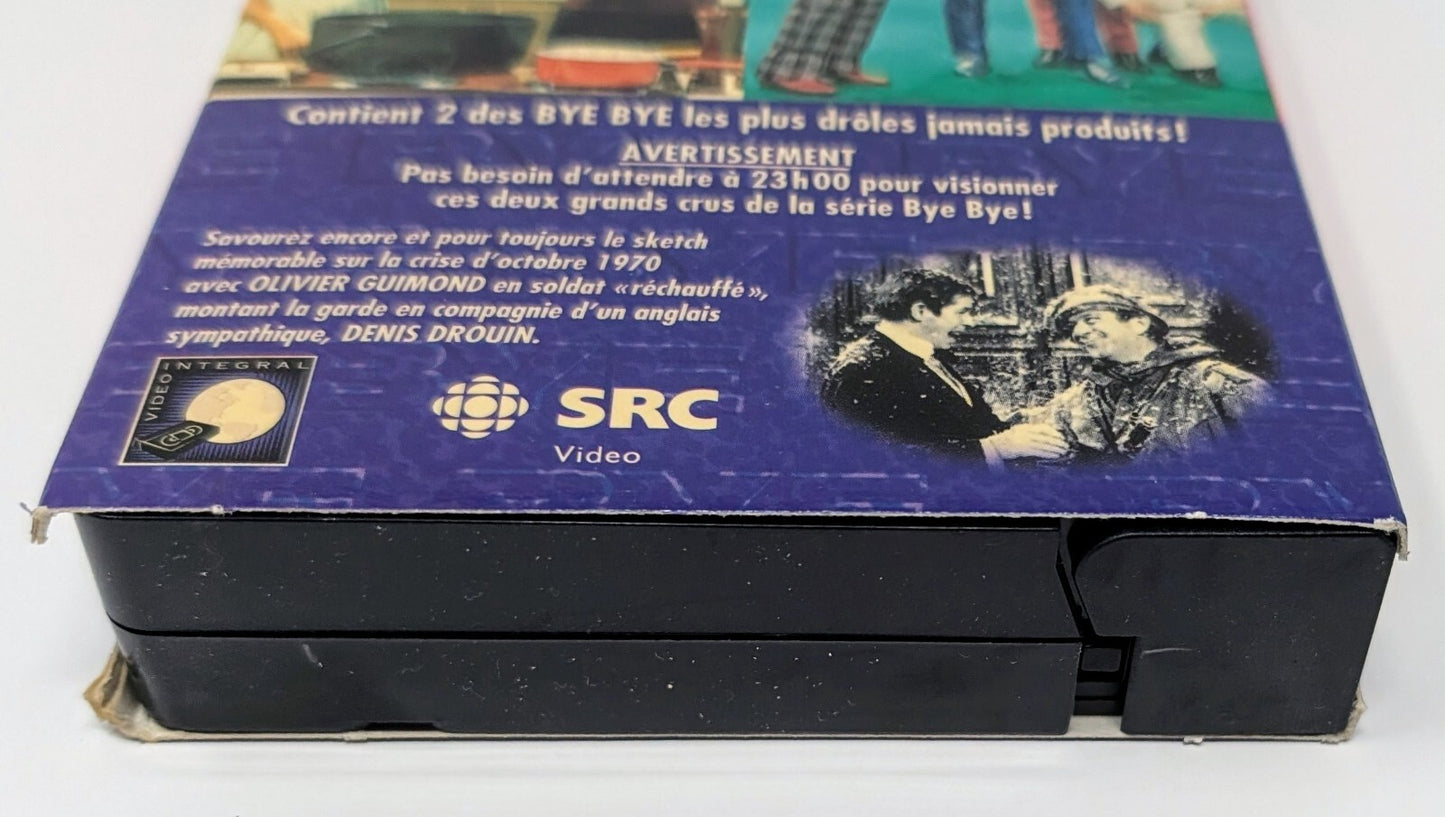 Contient 2 des BYE BYE les plus drôles jamais produits!
AVERTISSEMENT
Pas besoin d'attendre à 23h00 pour visionner
ces deux grands crus de la série Bye Bye!
Savourez encore et pour toujours le sketch
mémorable sur la crise d'octobre 1970
avec OLIVIER GUIMOND en soldat «réchauffé»,
montant la garde en compagnie d'un anglais
sympathique, DENIS DROUIN.
VIDEO INTEGRAL
SRC
Video